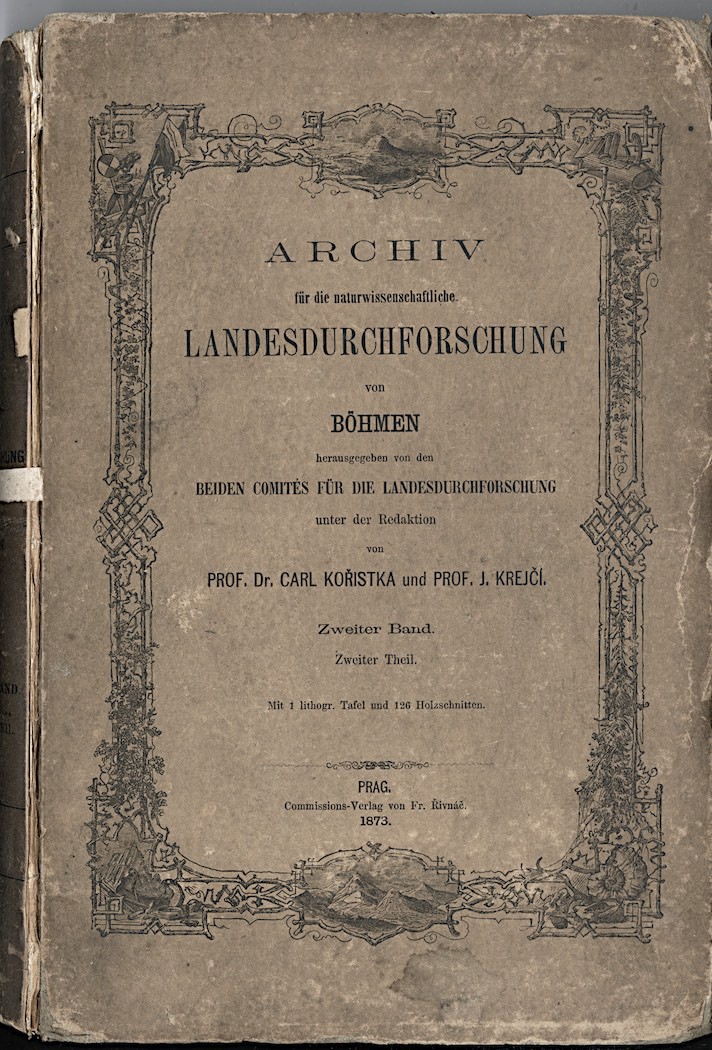 ARCHIV
für die naturwissenschaftliche
LANDESDURCHFORSCHUNG
von
BÖHMEN
herausgegeben von den
BEIDEN COMITÉS FÜR DIE LANDESDURCHFORSCHUNG
unter der Redaktion
von
PROF. Dr. CARL KOŘISTKA und PROF. J. KREJČÍ.
Zweiter Band.
Zweiter Theil.
Mit 1 lithogr. Tafel und 126 Holzschnitten.
PRAG.
Commissions-Verlag von Fr. Řivnáč.
1873.